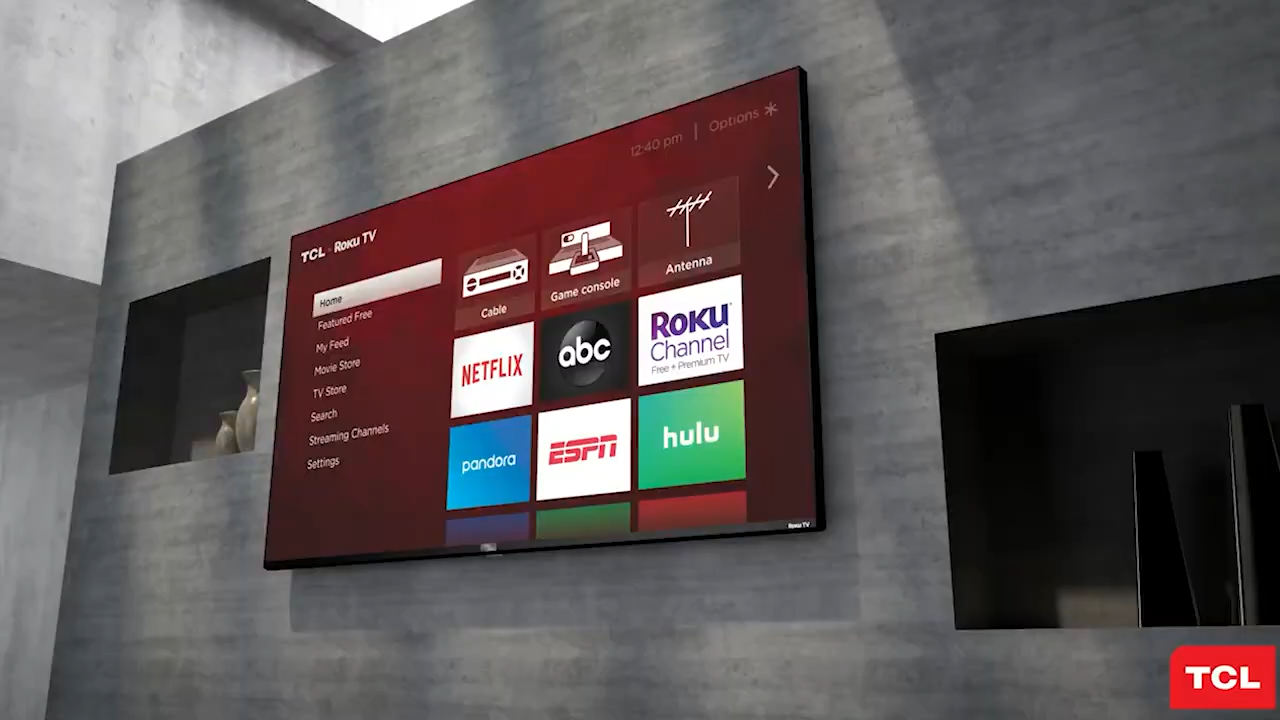 12:40 pm | Options *
TCL · Roku TV
Home
Featured Free
My Feed
Movie Store
TV Store
Search
Streaming Channels
Settings
Cable
Game console
Antenna
NETFLIX
abc
Roku
Channel
Free + Premium TV
pandora
ESPN
hulu
Roku TV
TCL